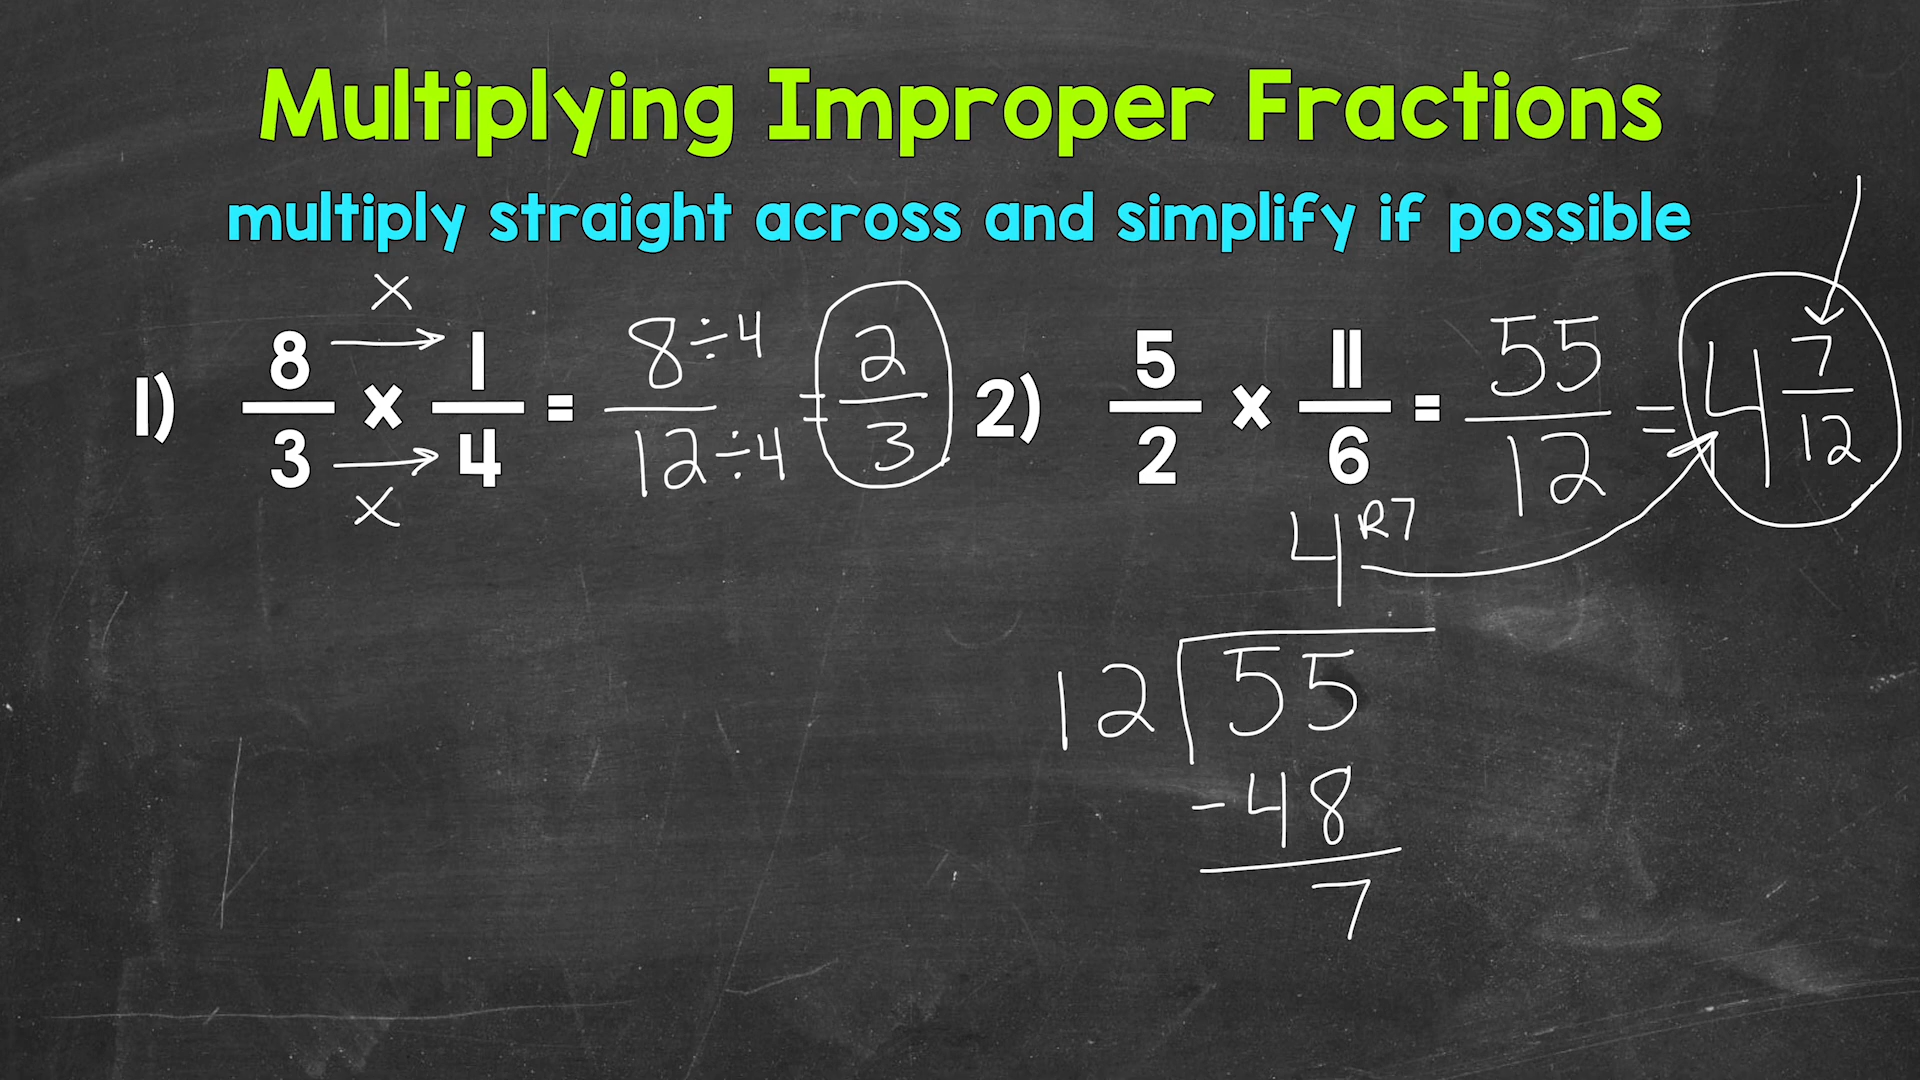 Multiplying Improper Fractions
multiply straight across and simplify if possible
1) 8/3 × 1/4 = 8÷4/12÷4 = 2/3
x
x
2) 5/2 × 11/6 = 55/12 = 4 7/12
4 R7
12 55
-48
7